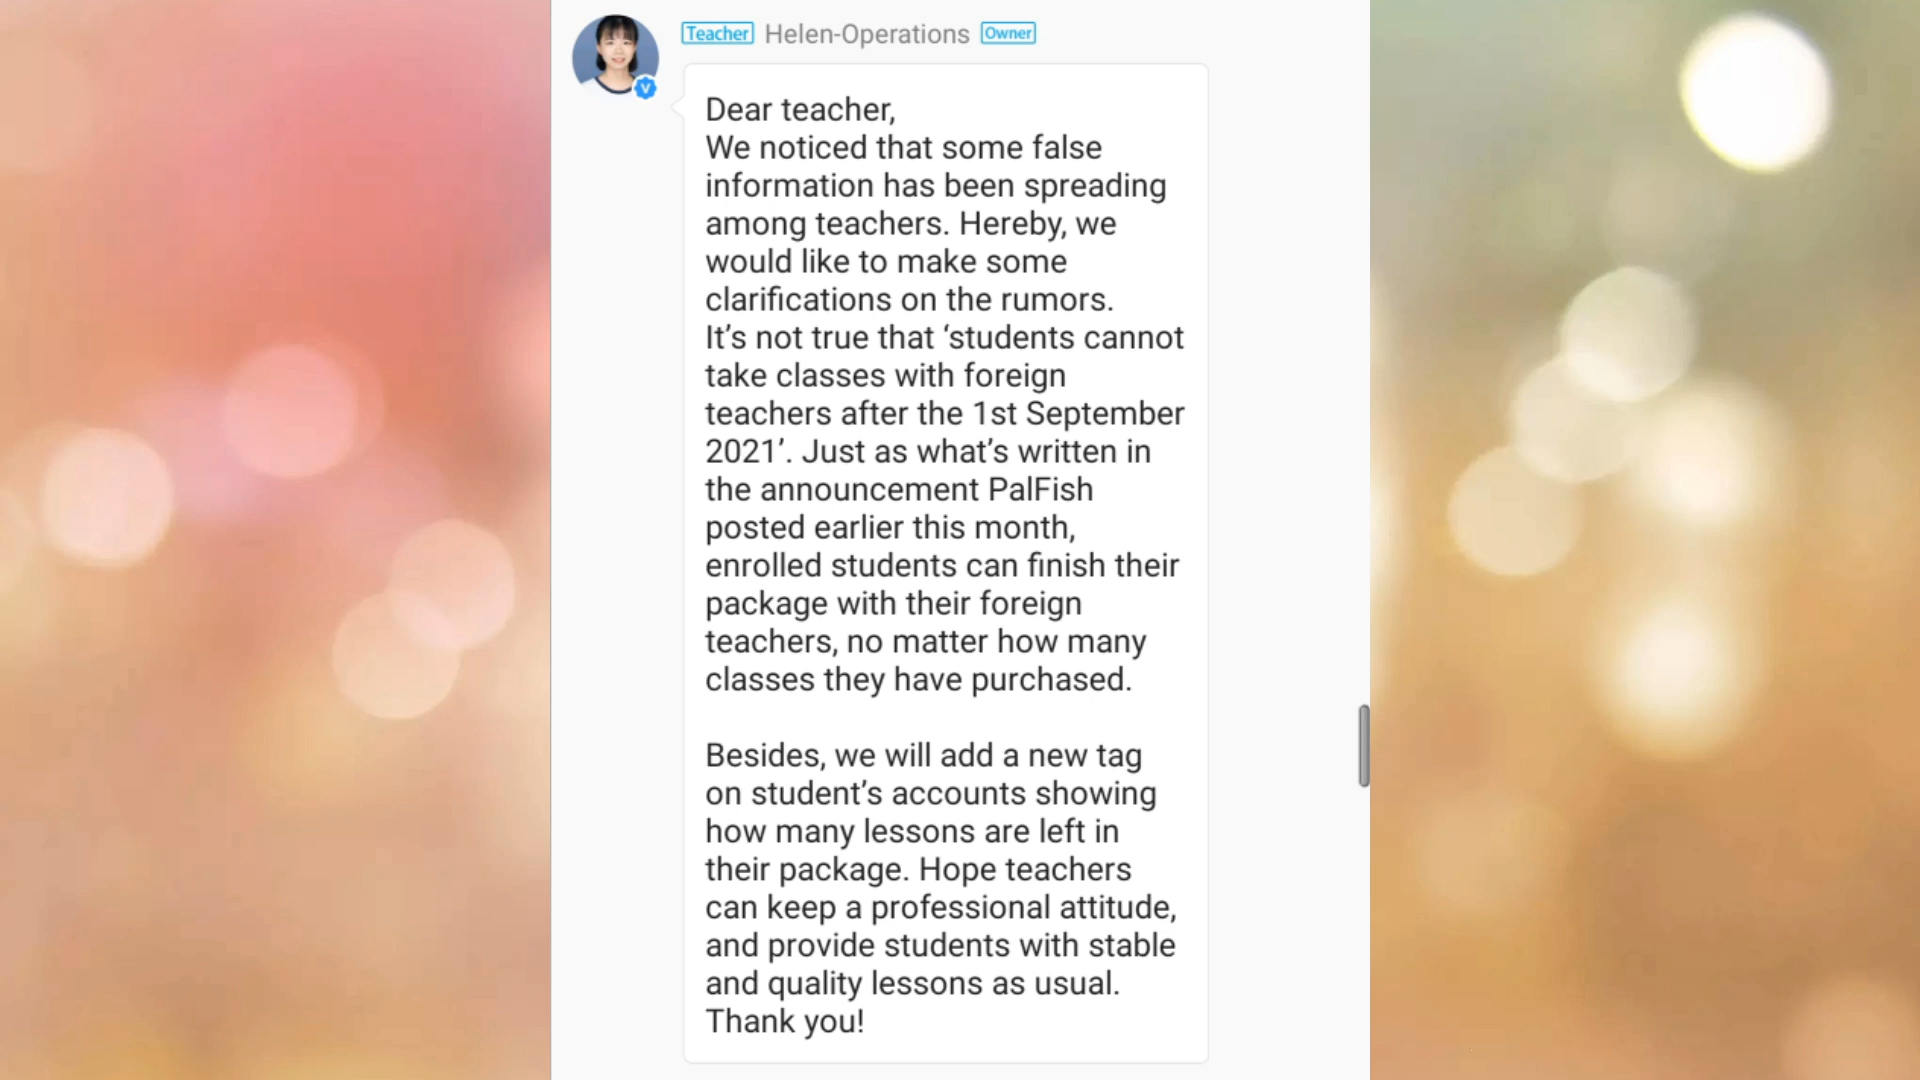 Teacher Helen-Operations Owner
V
Dear teacher,
We noticed that some false
information has been spreading
among teachers. Hereby, we
would like to make some
clarifications on the rumors.
It’s not true that ‘students cannot
take classes with foreign
teachers after the 1st September
2021’. Just as what’s written in
the announcement PalFish
posted earlier this month,
enrolled students can finish their
package with their foreign
teachers, no matter how many
classes they have purchased.
Besides, we will add a new tag
on student’s accounts showing
how many lessons are left in
their package. Hope teachers
can keep a professional attitude,
and provide students with stable
and quality lessons as usual.
Thank you!